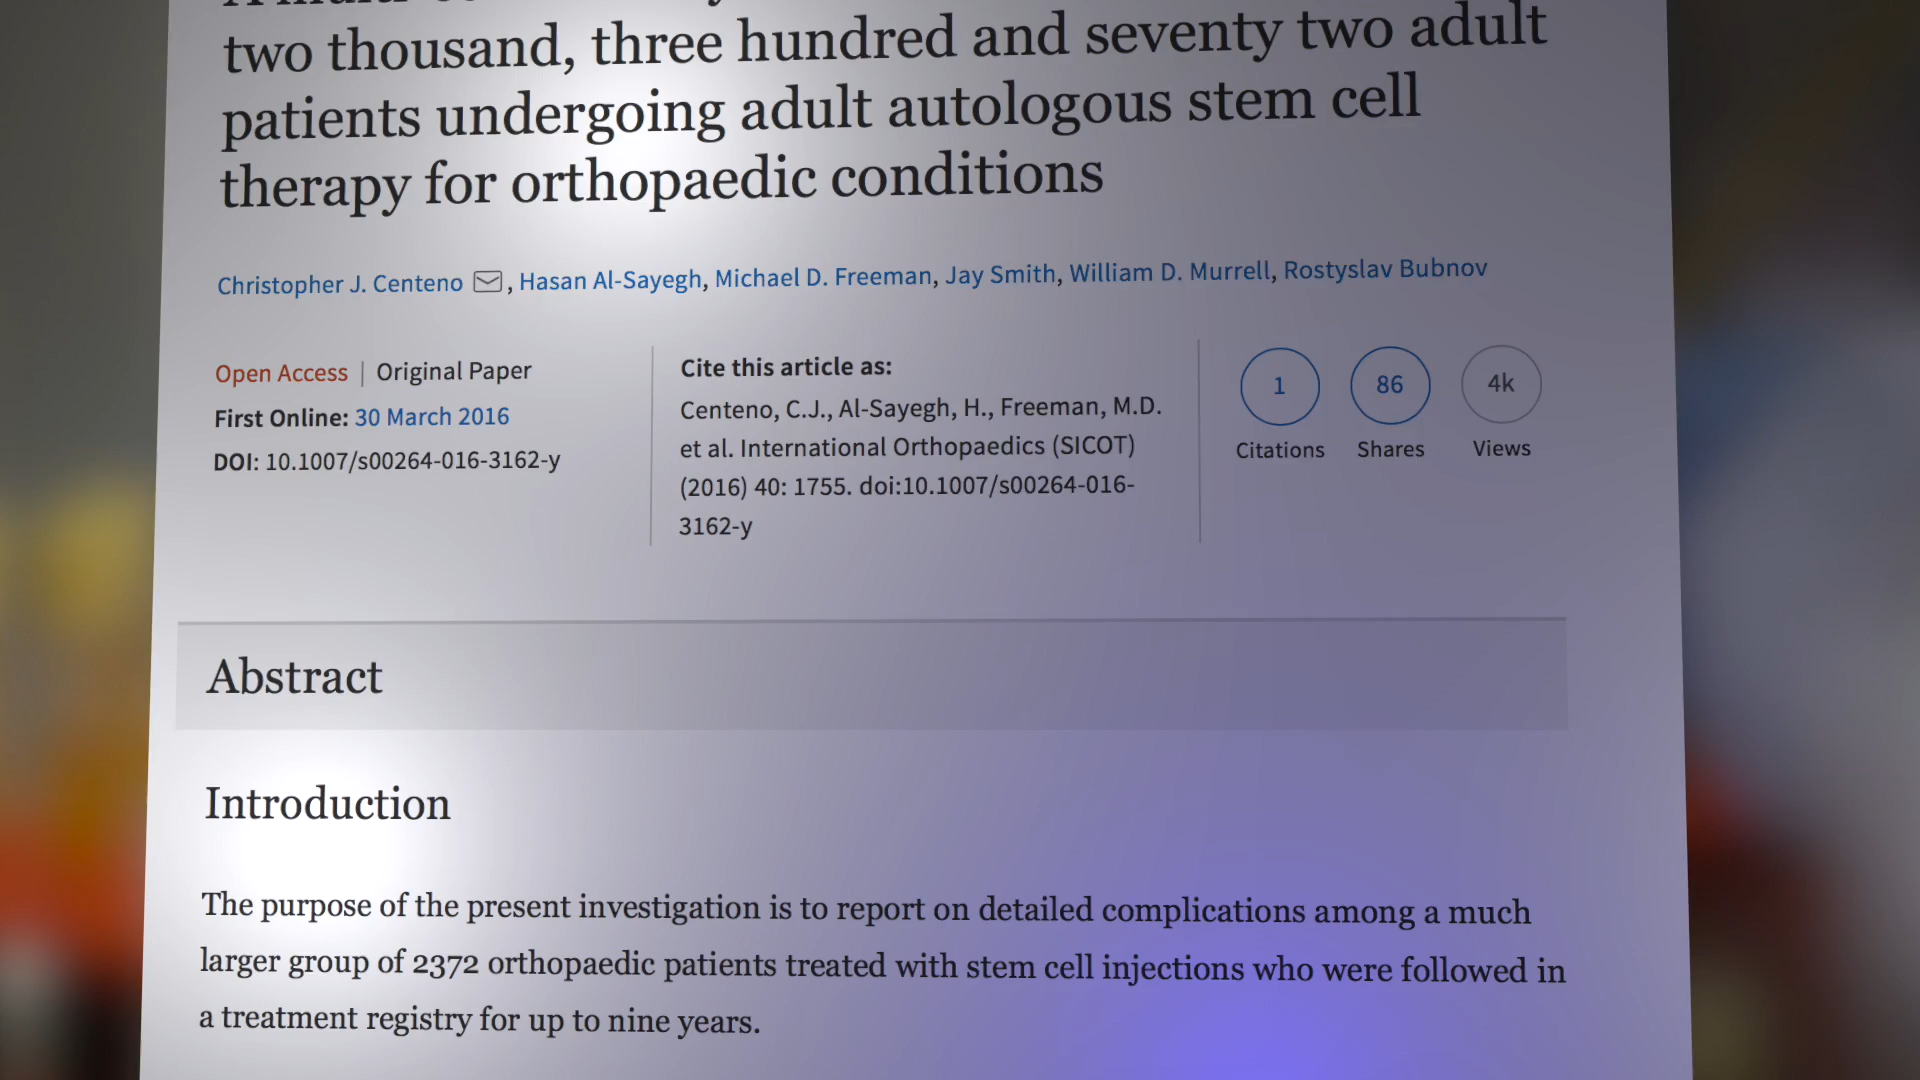 two thousand, three hundred and seventy two adult
patients undergoing adult autologous stem cell
therapy for orthopaedic conditions
Christopher J. Centeno , Hasan Al-Sayegh, Michael D. Freeman, Jay Smith, William D. Murrell, Rostyslav Bubnov
Open Access | Original Paper
First Online: 30 March 2016
DOI: 10.1007/s00264-016-3162-y
Cite this article as:
Centeno, C.J., Al-Sayegh, H., Freeman, M.D.
et al. International Orthopaedics (SICOT)
(2016) 40: 1755. doi:10.1007/s00264-016-
3162-y
1
Citations
86
Shares
4k
Views
Abstract
Introduction
The purpose of the present investigation is to report on detailed complications among a much
larger group of 2372 orthopaedic patients treated with stem cell injections who were followed in
a treatment registry for up to nine years.